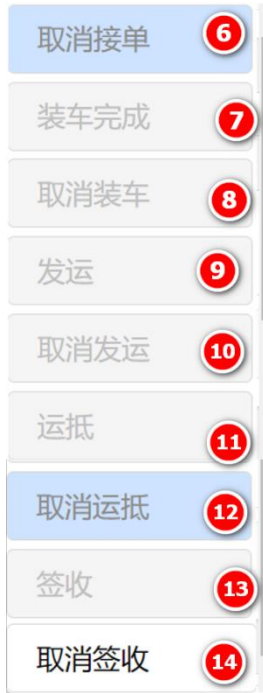 取消接单 6
装车完成 7
取消装车 8
发运 9
取消发运 10
运抵 11
取消运抵 12
签收 13
取消签收 14